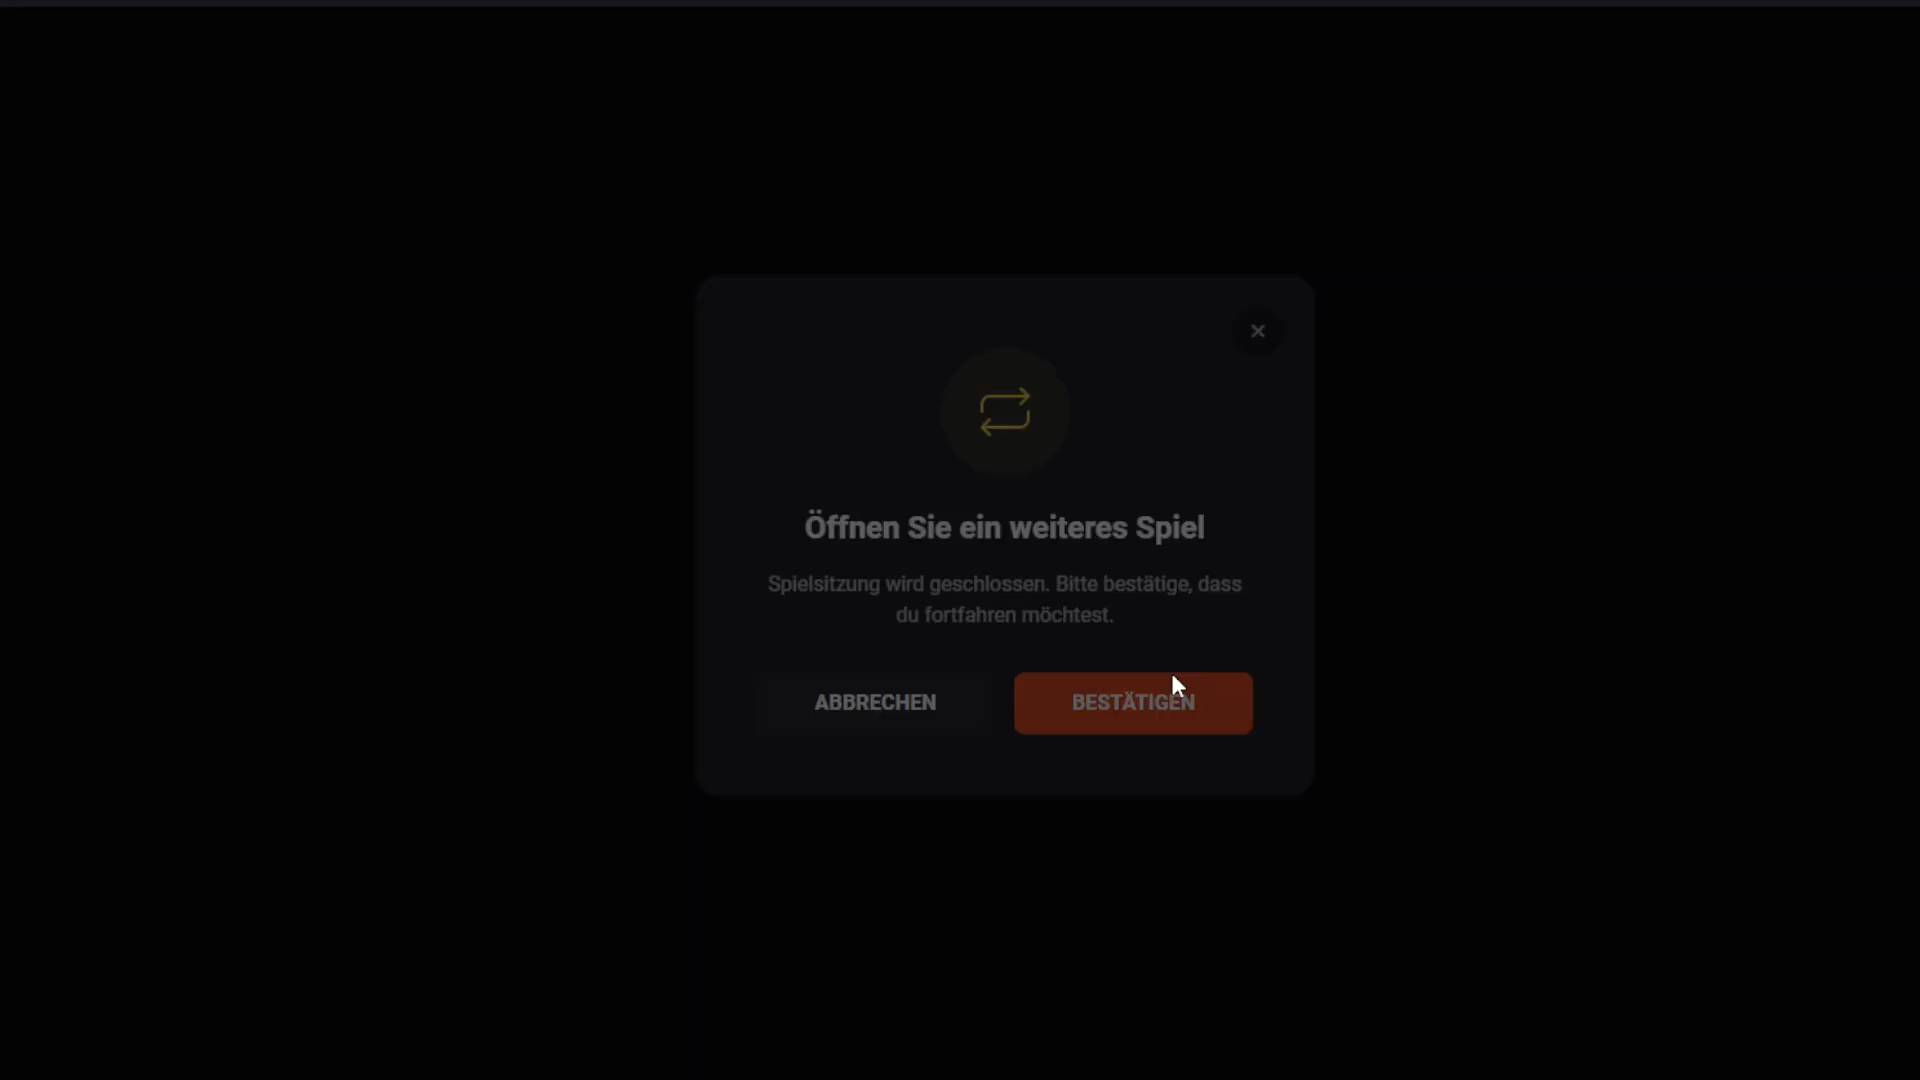 Öffnen Sie ein weiteres Spiel
Spielsitzung wird geschlossen. Bitte bestätige, dass
du fortfahren möchtest.
ABBRECHEN
BESTÄTIGEN